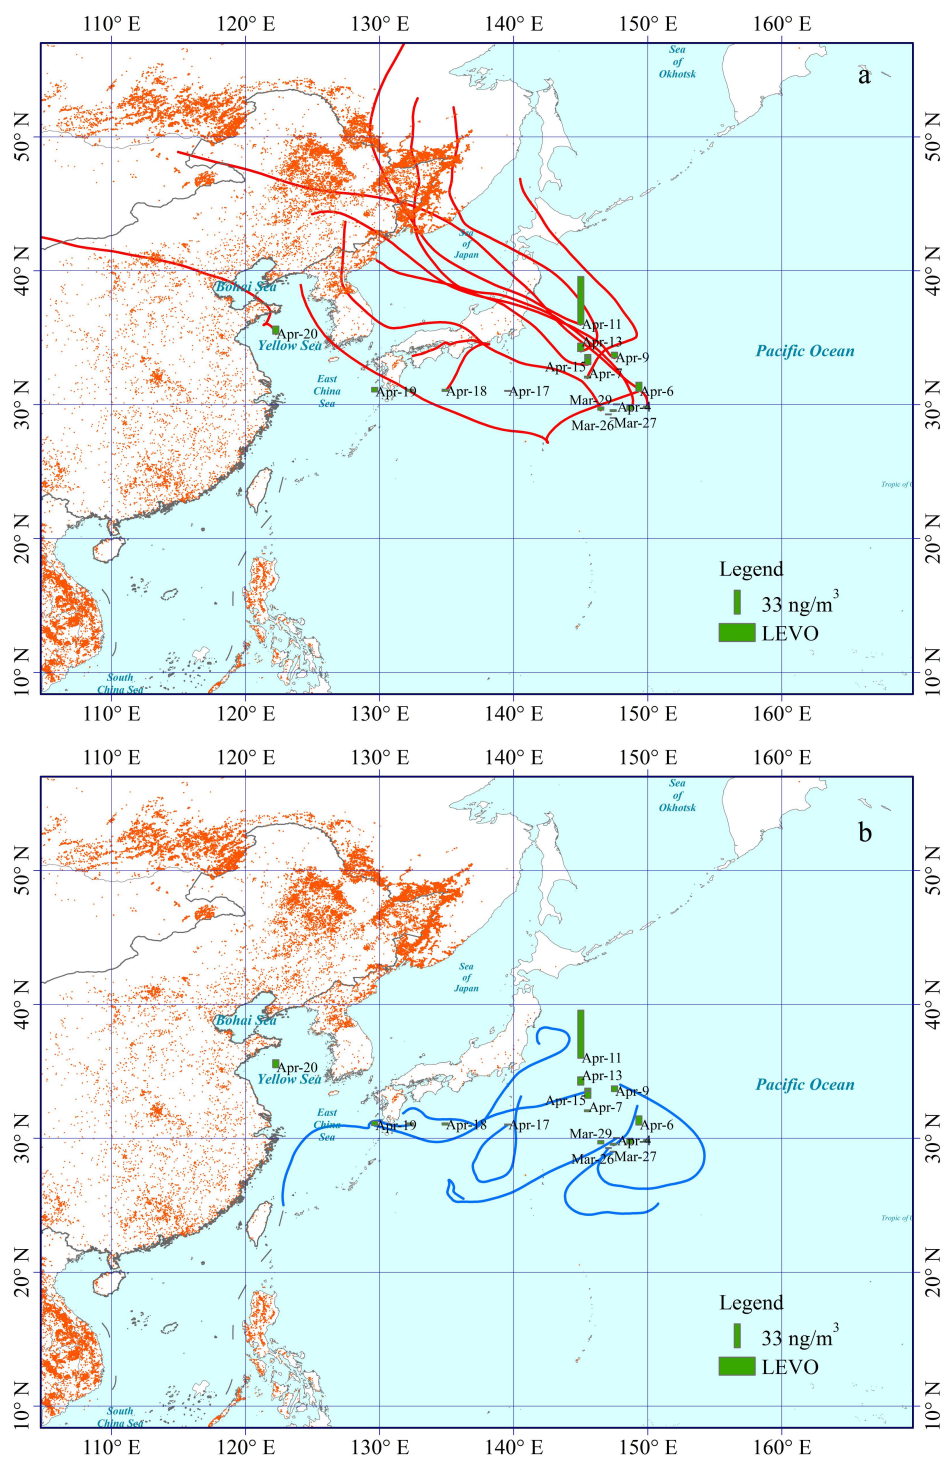 110° E 120° E 130° E 140° E 150° E 160° E
Sea
of
Okhotsk
a
50° N 50° N
Sea
of
Japan
40° N 40° N
Bohai Sea
Apr-11
Apr-20
Yellow Sea
Apr-13
Pacific Ocean
Apr-9
Apr-15
Apr-7
East
China
Sea
Apr-19
Apr-18
Apr-17
Apr-6
30° N 30° N
Mar-29
Apr-4
Mar-26
Mar-27
Tropic of C
20° N 20° N
Legend
33 ng/m³
LEVO
10° N 10° N
South
China Sea
110° E 120° E 130° E 140° E 150° E 160° E
110° E 120° E 130° E 140° E 150° E 160° E
Sea
of
Okhotsk
b
50° N 50° N
Sea
of
Japan
40° N 40° N
Bohai Sea
Apr-11
Apr-20
Yellow Sea
Apr-13
Pacific Ocean
Apr-9
Apr-15
Apr-7
East
China
Sea
Apr-19
Apr-18
Apr-17
Apr-6
30° N 30° N
Mar-29
Apr-4
Mar-26
Mar-27
Tropic of C
20° N 20° N
Legend
33 ng/m³
LEVO
10° N 10° N
South
China Sea
110° E 120° E 130° E 140° E 150° E 160° E